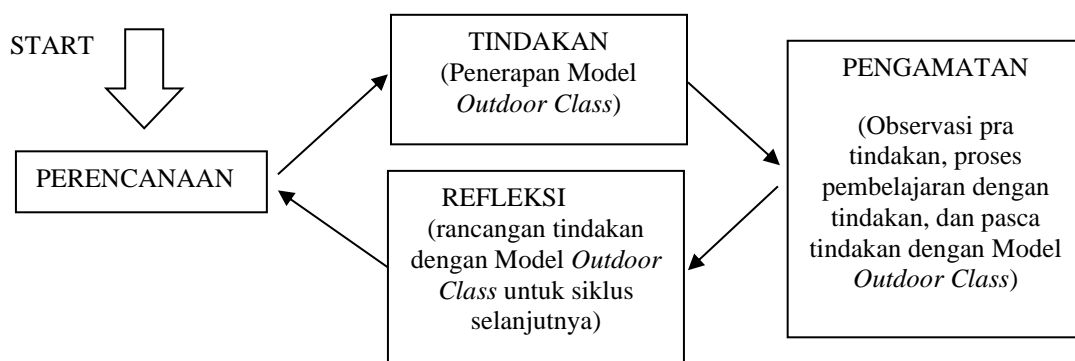 START
PERENCANAAN
TINDAKAN
(Penerapan Model
Outdoor Class)
PENGAMATAN
(Observasi pra
tindakan, proses
pembelajaran dengan
tindakan, dan pasca
tindakan dengan Model
Outdoor Class)
REFLEKSI
(rancangan tindakan
dengan Model Outdoor
Class untuk siklus
selanjutnya)